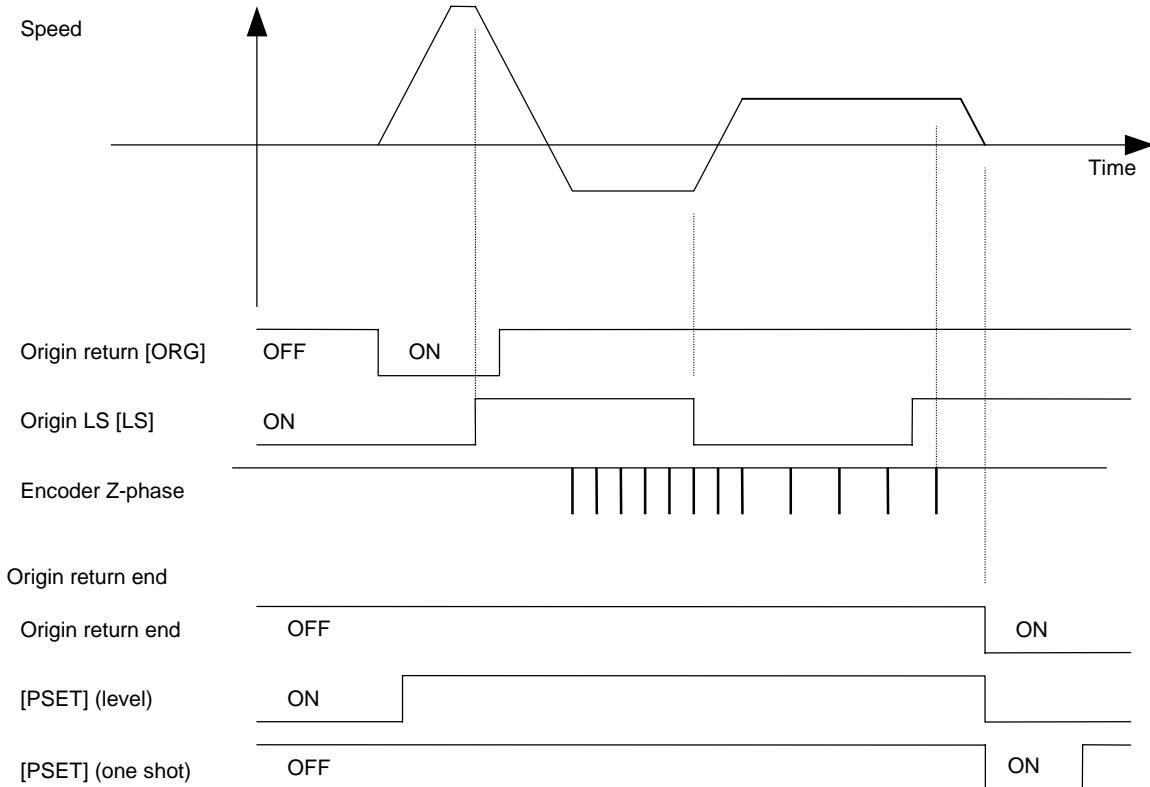 Speed
Time
Origin return [ORG]
OFF
ON
Origin LS [LS]
ON
Encoder Z-phase
Origin return end
Origin return end
OFF
ON
[PSET] (level)
ON
[PSET] (one shot)
OFF
ON